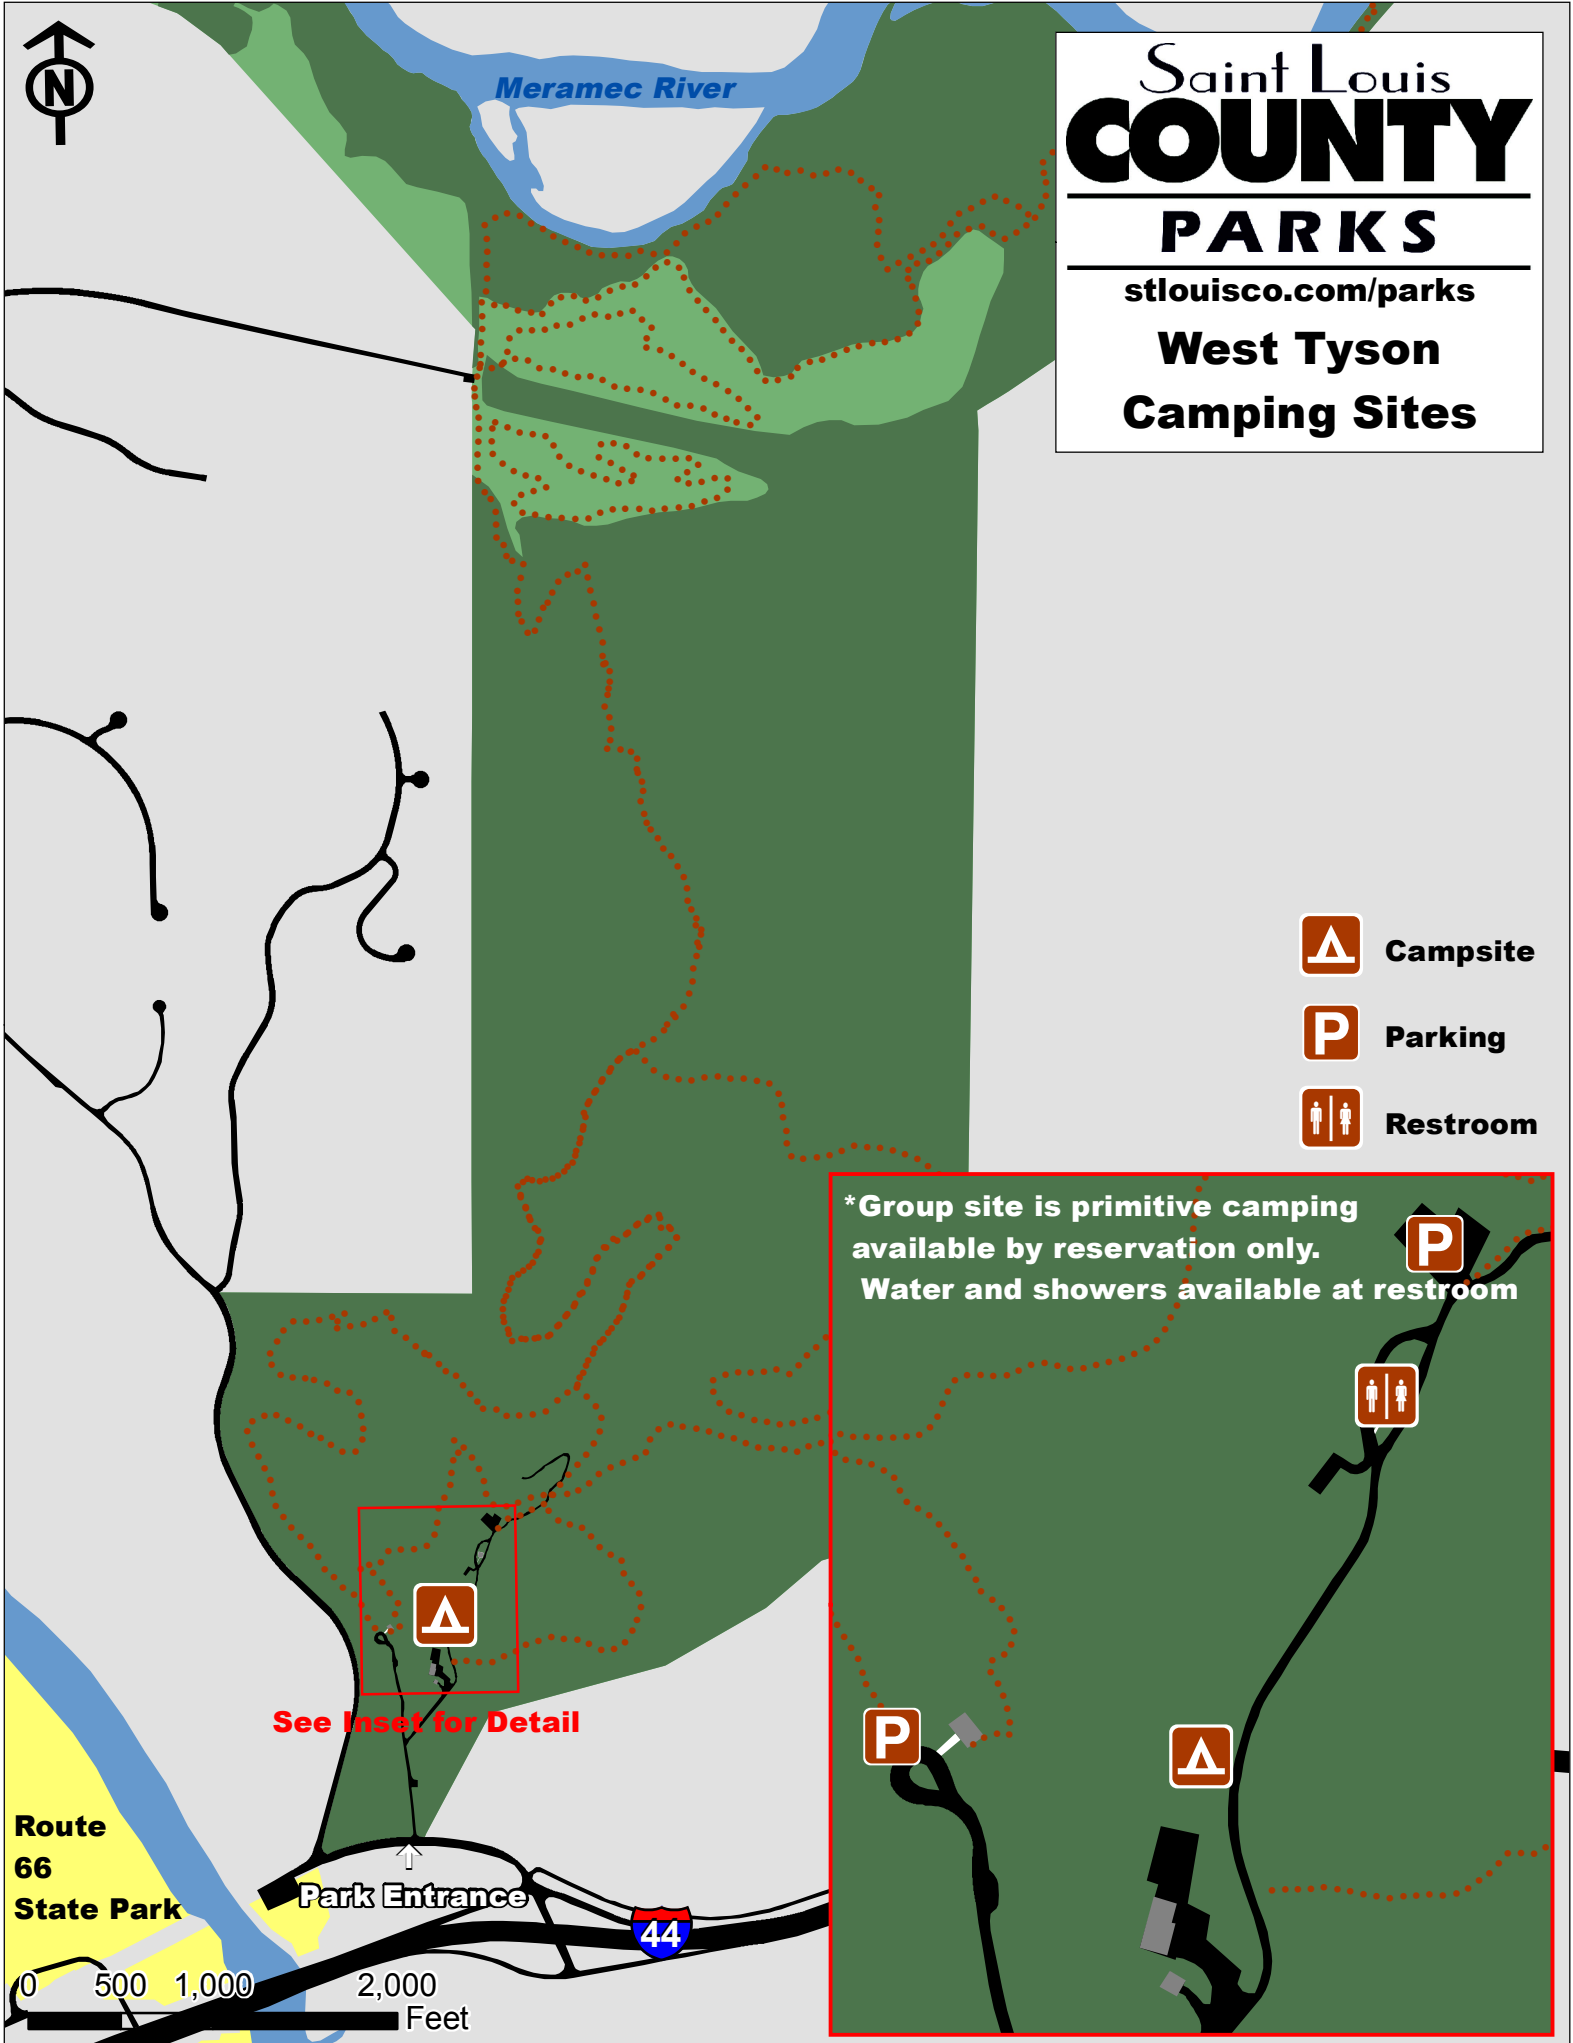 N
Meramec River
Saint Louis
COUNTY
PARKS
stlouisco.com/parks
West Tyson
Camping Sites
Campsite
P Parking
Restroom
*Group site is primitive camping
available by reservation only.
Water and showers available at restroom
P
P
See Inset for Detail
Route
66
State Park
Park Entrance
44
0 500 1,000 2,000
Feet